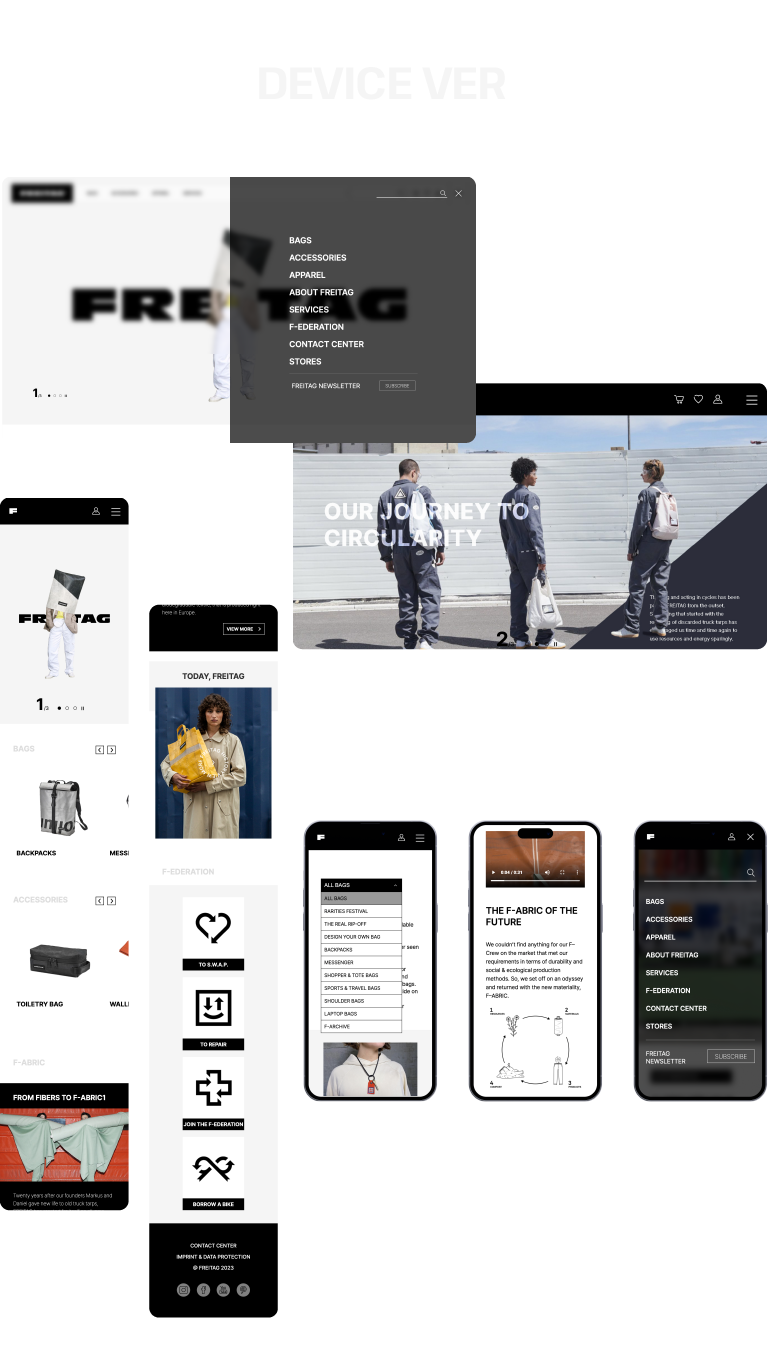 DEVICE VER
FREITAG
BAGS
ACCESSORIES
APPAREL
ABOUT FREITAG
SERVICES
F-EDERATION
CONTACT CENTER
STORES
FREITAG NEWSLETTER
SUBSCRIBE
1/3
OUR JOURNEY TO
CIRCULARITY
and acting in cycles has been
FREITAG from the outset.
that started with the
of discarded truck tarps has
us time and time again to
use resources and energy sparingly.
2
F
FREITAG
1/3
BAGS
BACKPACKS
MESS
ACCESSORIES
TOILETRY BAG
WALL
F-ABRIC
FROM FIBERS TO F-ABRIC1
Twenty years after our founders Markus and
Daniel gave new life to old truck tarps,
here in Europe.
VIEW MORE
TODAY, FREITAG
F-EDERATION
TO S.W.A.P.
TO REPAIR
JOIN THE F-EDERATION
BORROW A BIKE
CONTACT CENTER
IMPRINT & DATA PROTECTION
@ FREITAG 2023
F
ALL BAGS
ALL BAGS
RARITIES FESTIVAL
THE REAL RIP-OFF
DESIGN YOUR OWN BAG
BACKPACKS
MESSENGER
SHOPPER & TOTE BAGS
SPORTS & TRAVEL BAGS
SHOULDER BAGS
LAPTOP BAGS
F-ARCHIVE
lable
r seen
or
nd
bags.
ide on
r
0:04 / 0:31
THE F-ABRIC OF THE
FUTURE
We couldn't find anything for our F-
Crew on the market that met our
requirements in terms of durability and
social & ecological production
methods. So, we set off on an odyssey
and returned with the new materiality,
F-ABRIC.
1
2
4
3
F
BAGS
ACCESSORIES
APPAREL
ABOUT FREITAG
SERVICES
F-EDERATION
CONTACT CENTER
STORES
FREITAG
NEWSLETTER
SUBSCRIBE